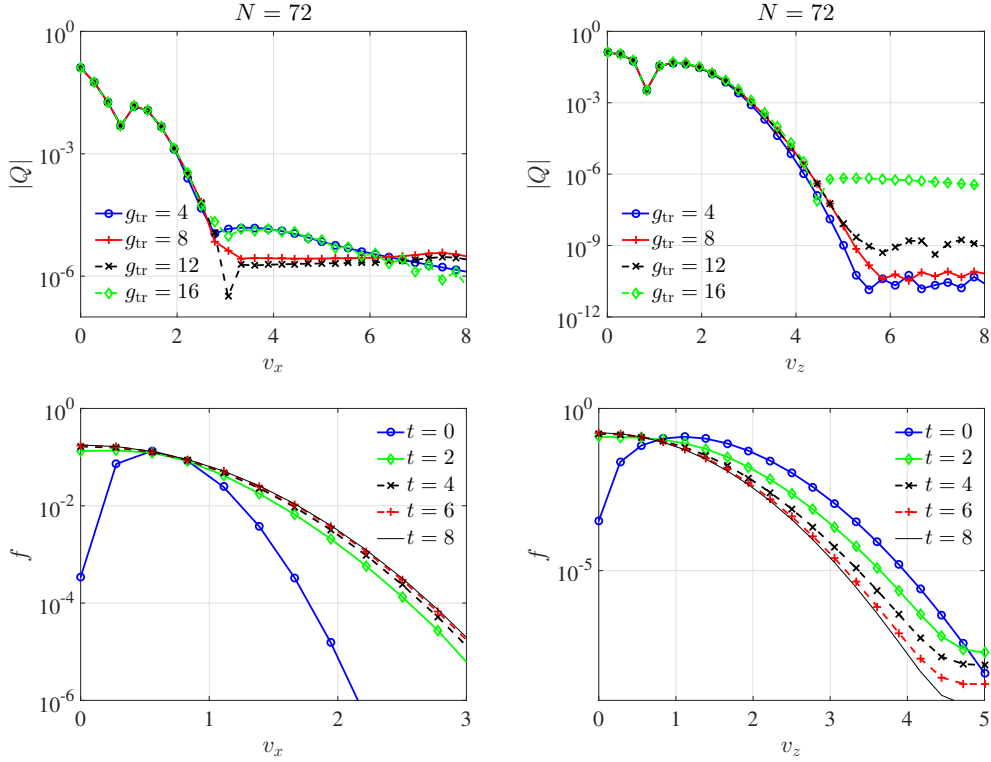 N = 72
10^0
10^-3
10^-6
|Q|
g_tr = 4
g_tr = 8
g_tr = 12
g_tr = 16
0 2 4 6 8
v_x
N = 72
10^0
10^-3
10^-6
10^-9
10^-12
|Q|
g_tr = 4
g_tr = 8
g_tr = 12
g_tr = 16
0 2 4 6 8
v_z
10^0
10^-2
10^-4
10^-6
f
t = 0
t = 2
t = 4
t = 6
t = 8
0 1 2 3
v_x
10^0
10^-5
f
t = 0
t = 2
t = 4
t = 6
t = 8
0 1 2 3 4 5
v_z